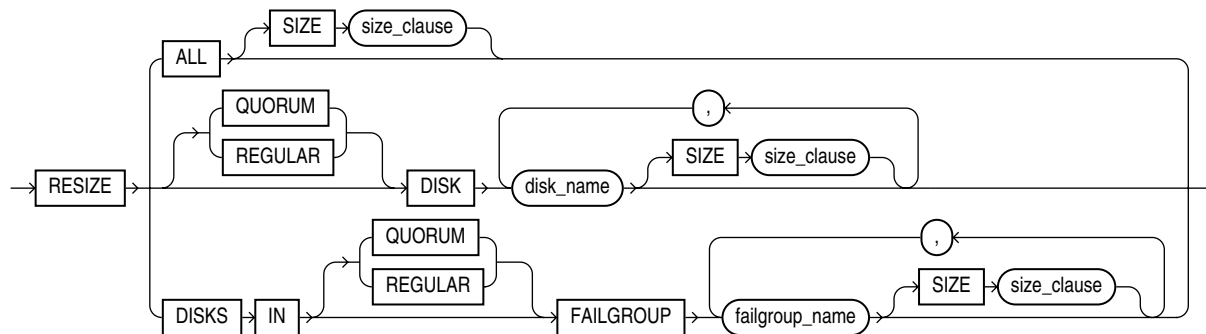 SIZE size_clause
ALL
QUORUM ,
REGULAR SIZE size_clause
RESIZE DISK disk_name
QUORUM ,
REGULAR SIZE size_clause
DISKS IN FAILGROUP failgroup_name